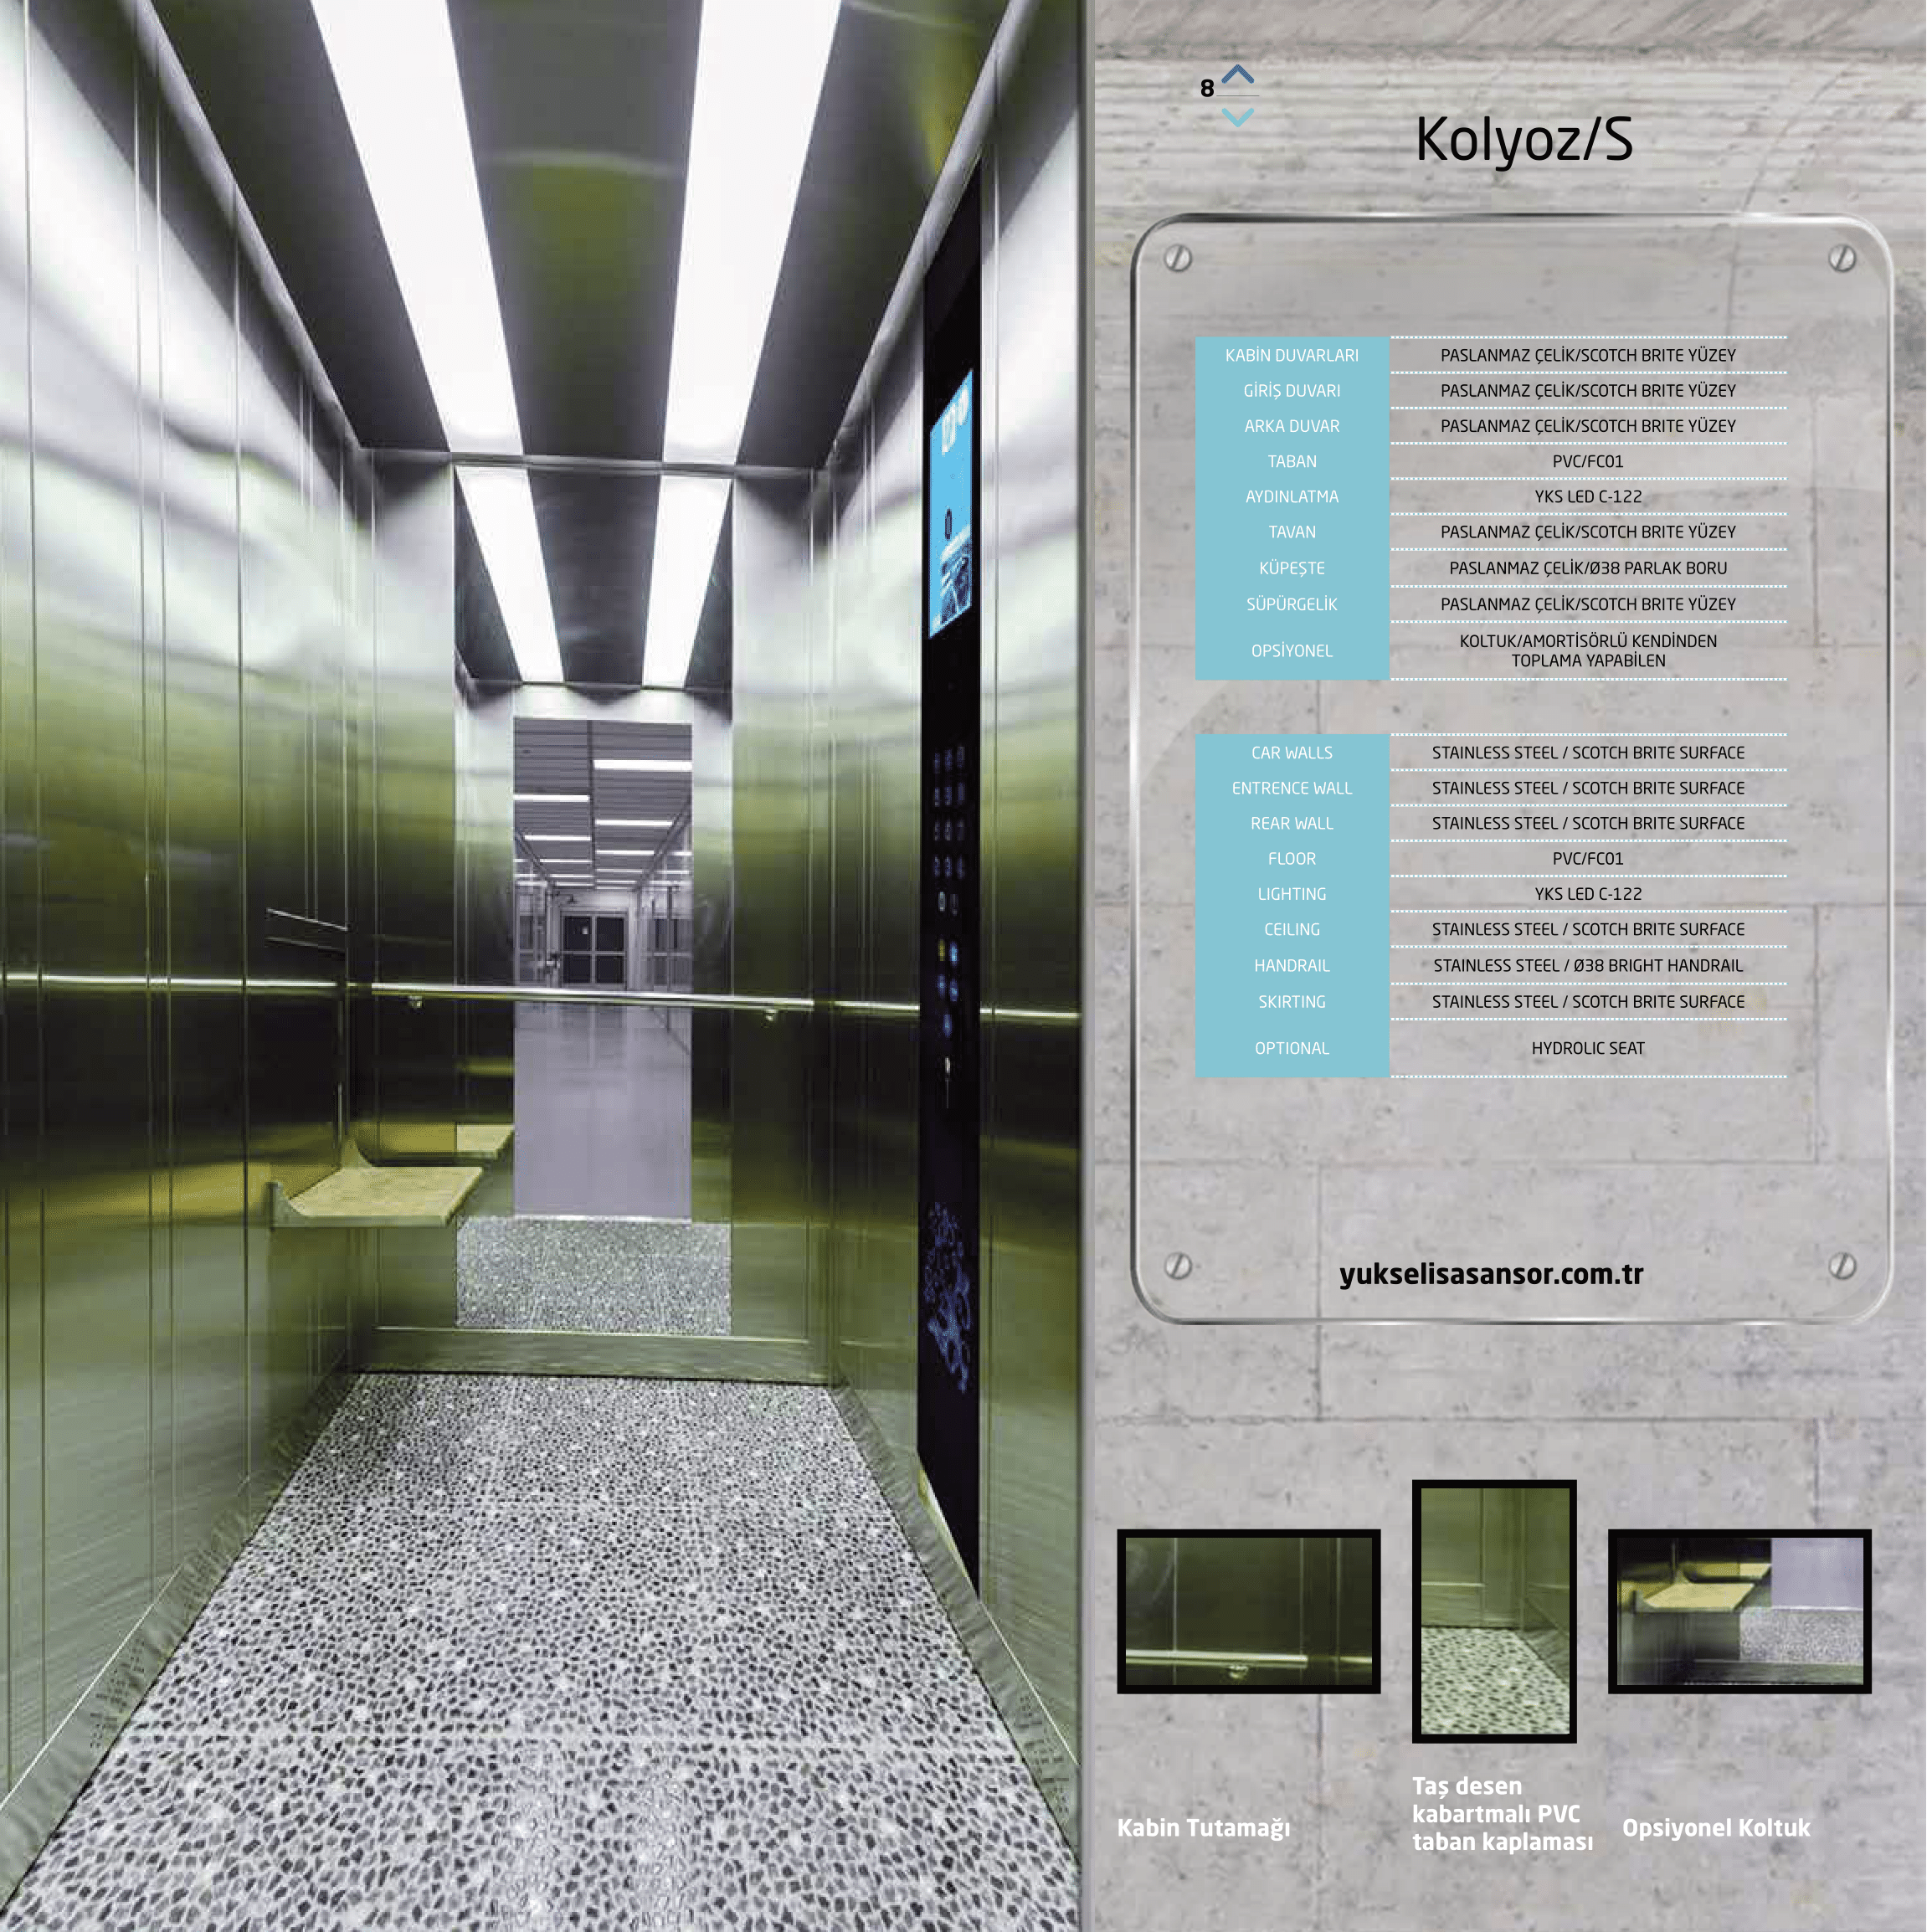 8
Kolyoz/S
KABİN DUVARLARI PASLANMAZ ÇELİK/SCOTCH BRITE YÜZEY
GİRİŞ DUVARI PASLANMAZ ÇELİK/SCOTCH BRITE YÜZEY
ARKA DUVAR PASLANMAZ ÇELİK/SCOTCH BRITE YÜZEY
TABAN PVC/FC01
AYDINLATMA YKS LED C-122
TAVAN PASLANMAZ ÇELİK/SCOTCH BRITE YÜZEY
KÜPEŞTE PASLANMAZ ÇELİK/Ø38 PARLAK BORU
SÜPÜRGELİK PASLANMAZ ÇELİK/SCOTCH BRITE YÜZEY
OPSİYONEL KOLTUK/AMORTİSÖRLÜ KENDİNDEN
TOPLAMA YAPABİLEN
CAR WALLS STAINLESS STEEL / SCOTCH BRITE SURFACE
ENTRENCE WALL STAINLESS STEEL / SCOTCH BRITE SURFACE
REAR WALL STAINLESS STEEL / SCOTCH BRITE SURFACE
FLOOR PVC/FC01
LIGHTING YKS LED C-122
CEILING STAINLESS STEEL / SCOTCH BRITE SURFACE
HANDRAIL STAINLESS STEEL / Ø38 BRIGHT HANDRAIL
SKIRTING STAINLESS STEEL / SCOTCH BRITE SURFACE
OPTIONAL HYDROLIC SEAT
yukselisasansor.com.tr
Kabin Tutamağı
Taş desen
kabartmalı PVC
taban kaplaması
Opsiyonel Koltuk